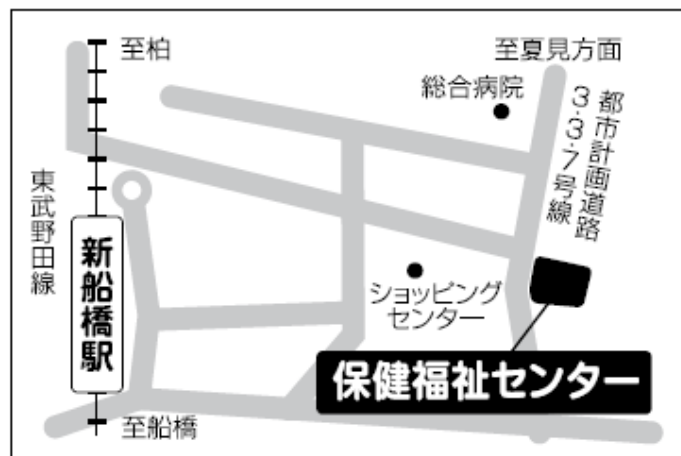 至柏
至夏見方面
総合病院
都市計画道路
3・3・7号線
東武野田線
新船橋駅
ショッピング
センター
保健福祉センター
至船橋